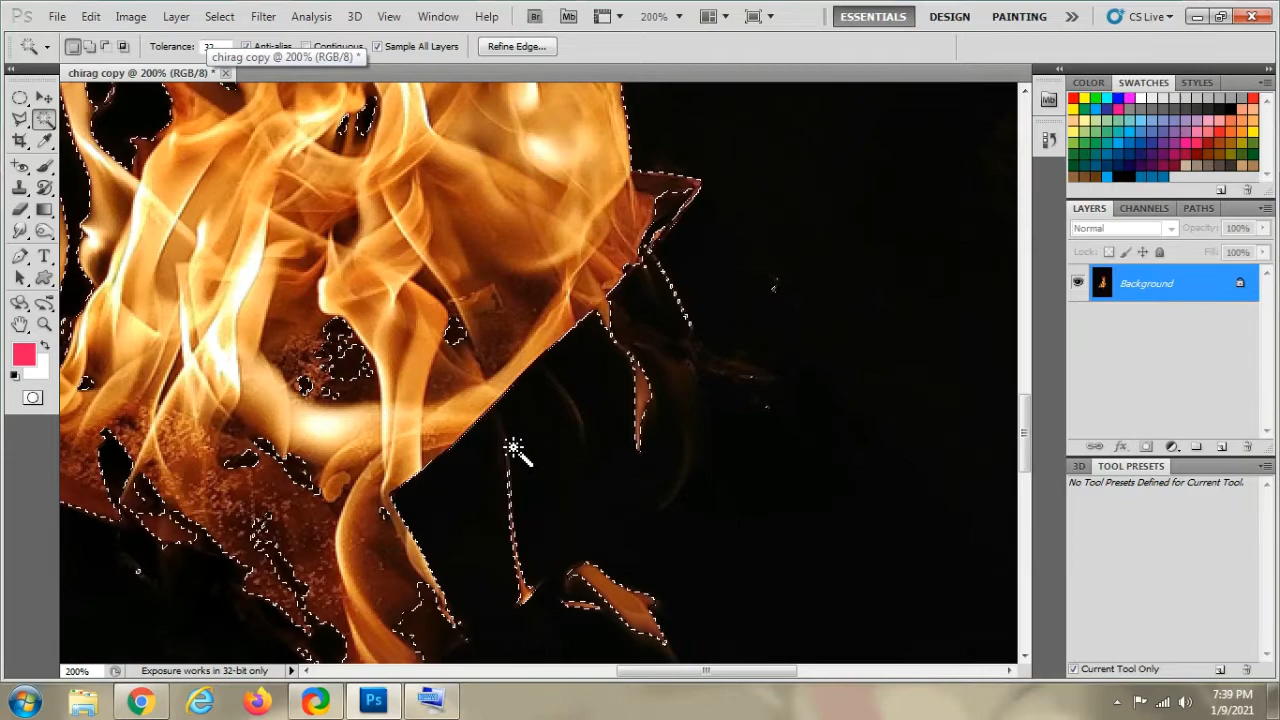 Ps File Edit Image Layer Select Filter Analysis 3D View Window Help Br Mb 200% ESSENTIALS DESIGN PAINTING CS Live
Tolerance: 32 Anti-alias Contiguous Sample All Layers Refine Edge...
chirag copy @ 200% (RGB/8) *
chirag copy @ 200% (RGB/8) *
COLOR SWATCHES STYLES
Mb
LAYERS CHANNELS PATHS
Normal Opacity: 100%
Lock: Fill: 100%
Background
fx
3D TOOL PRESETS
No Tool Presets Defined for Current Tool.
Current Tool Only
200% Exposure works in 32-bit only
Ps
7:39 PM
1/9/2021